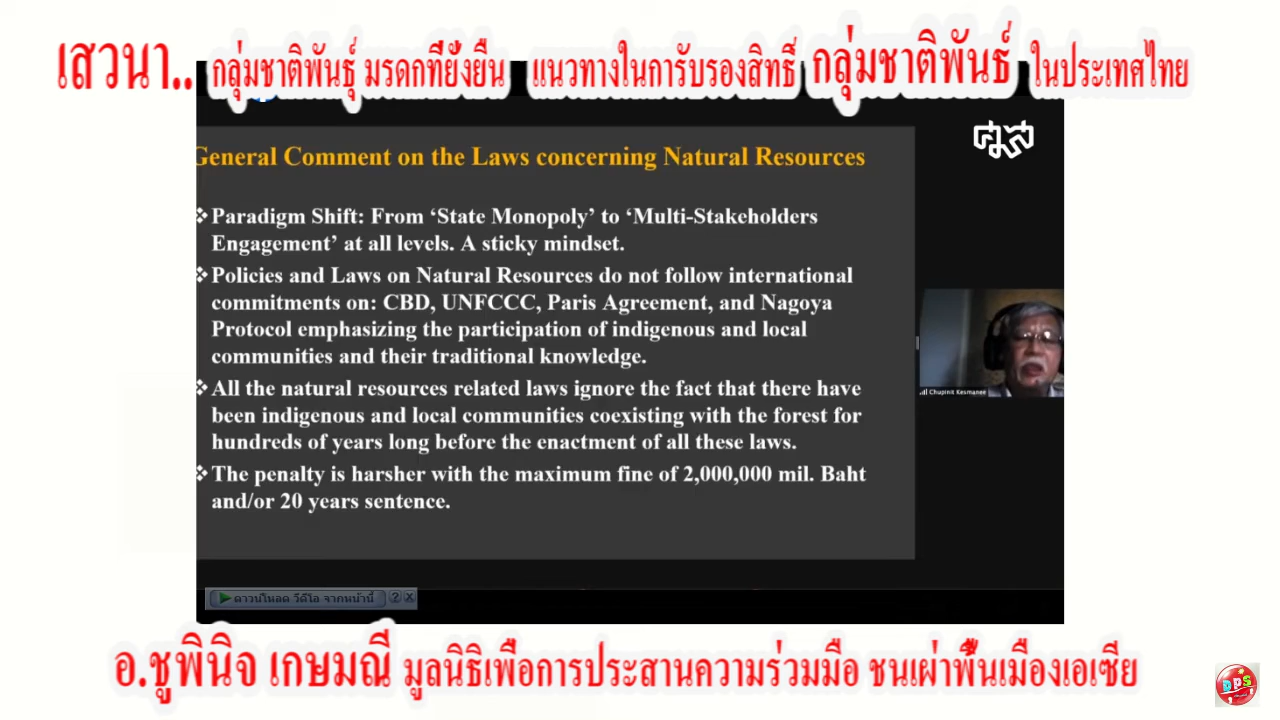 เสวนา.. กลุ่มชาติพันธุ์ มรดกที่ยั่งยืน แนวทางในการับรองสิทธิ์ กลุ่มชาติพันธ์ ในประเทศไทย
General Comment on the Laws concerning Natural Resources
❖Paradigm Shift: From ‘State Monopoly’ to ‘Multi-Stakeholders
Engagement’ at all levels. A sticky mindset.
❖Policies and Laws on Natural Resources do not follow international
commitments on: CBD, UNFCCC, Paris Agreement, and Nagoya
Protocol emphasizing the participation of indigenous and local
communities and their traditional knowledge.
❖All the natural resources related laws ignore the fact that there have
been indigenous and local communities coexisting with the forest for
hundreds of years long before the enactment of all these laws.
❖The penalty is harsher with the maximum fine of 2,000,000 mil. Baht
and/or 20 years sentence.
Chupinit Kesmanee
ดาวน์โหลด วีดีโอ จากหน้านี้ ? X
อ.ชูพินิจ เกษมณี มูลนิธิเพื่อการประสานความร่วมมือ ชนเผ่าพื้นเมืองเอเซีย
DPS